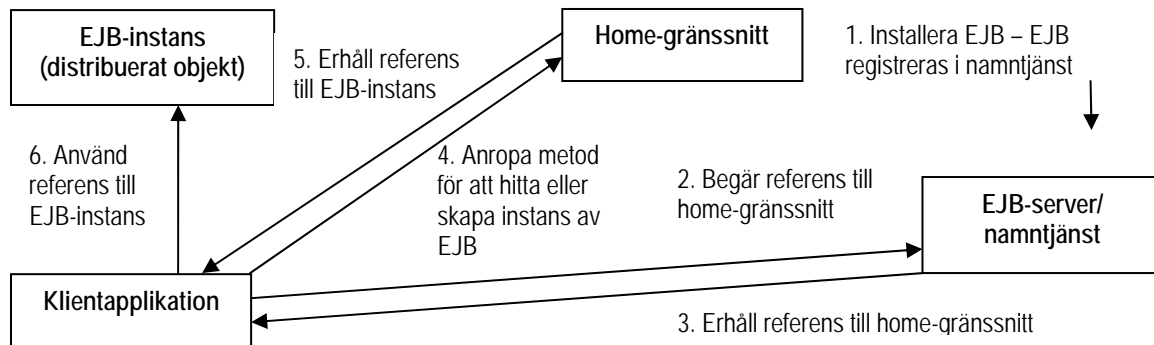 EJB-instans
(distribuerat objekt)
5. Erhåll referens
till EJB-instans
Home-gränssnitt
1. Installera EJB – EJB
registreras i namntjänst
6. Använd
referens till
EJB-instans
4. Anropa metod
för att hitta eller
skapa instans av
EJB
2. Begär referens till
home-gränssnitt
EJB-server/
namntjänst
Klientapplikation
3. Erhåll referens till home-gränssnitt